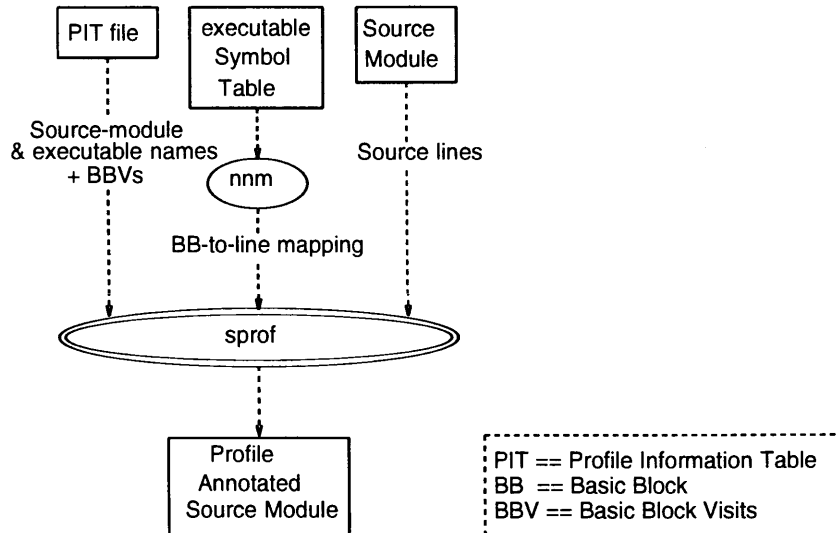 PIT file
executable
Symbol
Table
Source
Module
Source-module
& executable names
+ BBVs
Source lines
nnm
BB-to-line mapping
sprof
Profile
Annotated
Source Module
PIT == Profile Information Table
BB == Basic Block
BBV == Basic Block Visits